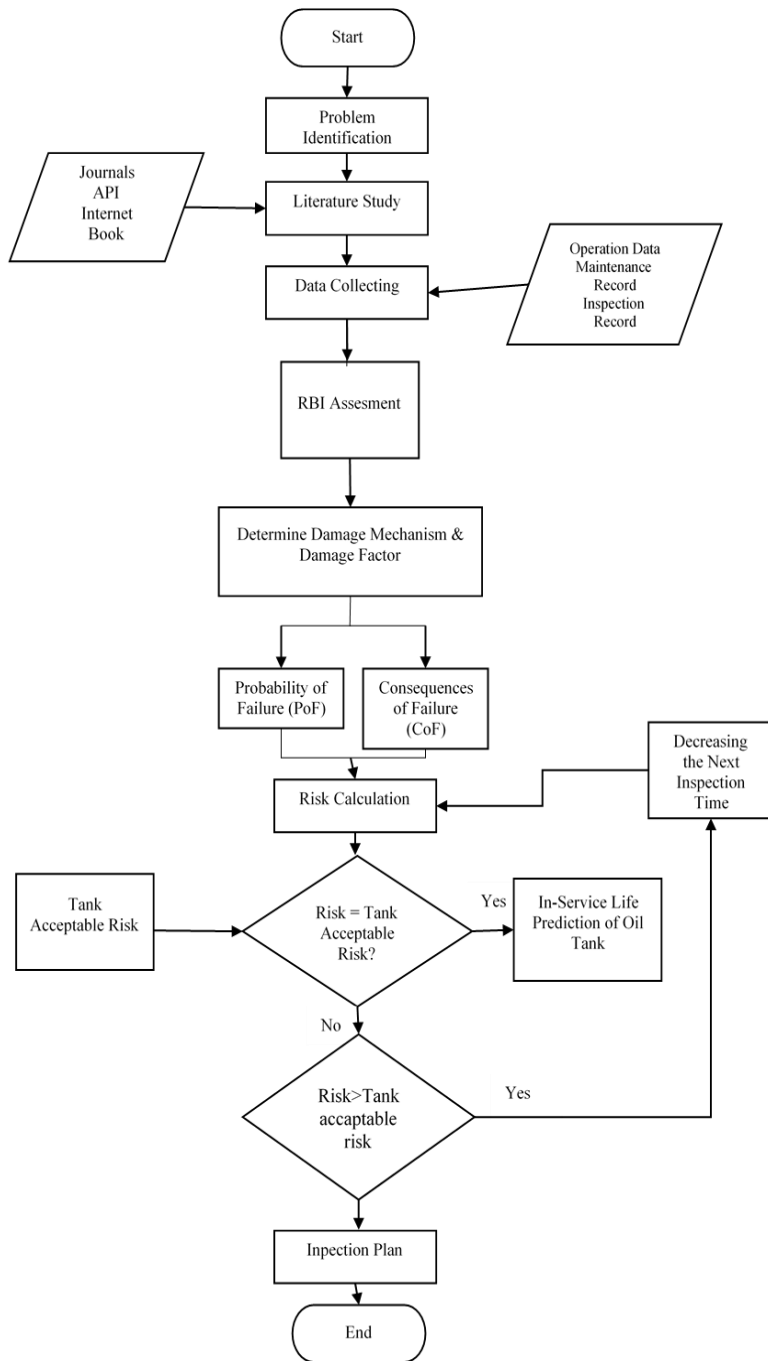 Start
Problem
Identification
Journals
API
Internet
Book
Literature Study
Operation Data
Maintenance
Record
Inspection
Record
Data Collecting
RBI Assesment
Determine Damage Mechanism &
Damage Factor
Probability of
Failure (PoF)
Consequences
of Failure
(CoF)
Decreasing
the Next
Inspection
Time
Risk Calculation
Tank
Acceptable Risk
Risk = Tank
Acceptable
Risk?
Yes
In-Service Life
Prediction of Oil
Tank
No
Risk>Tank
accaptable
risk
Yes
Inpection Plan
End